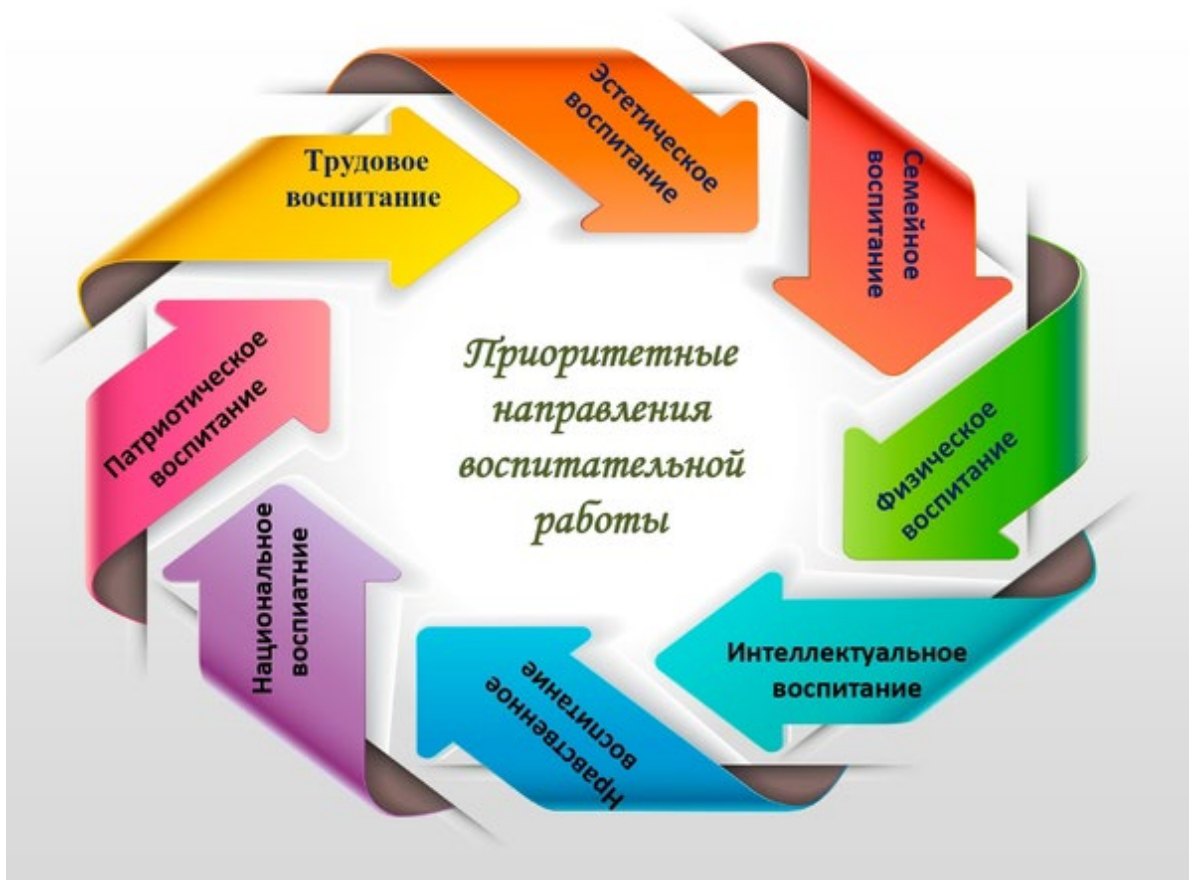 Трудовое
воспитание
Эстетическое
воспитание
Семейное
воспитание
Физическое
воспитание
Интеллектуальное
воспитание
Нравственное
воспитание
Национальное
воспиатние
Патриотическое
воспитание
Приоритетные
направления
воспитательной
работы